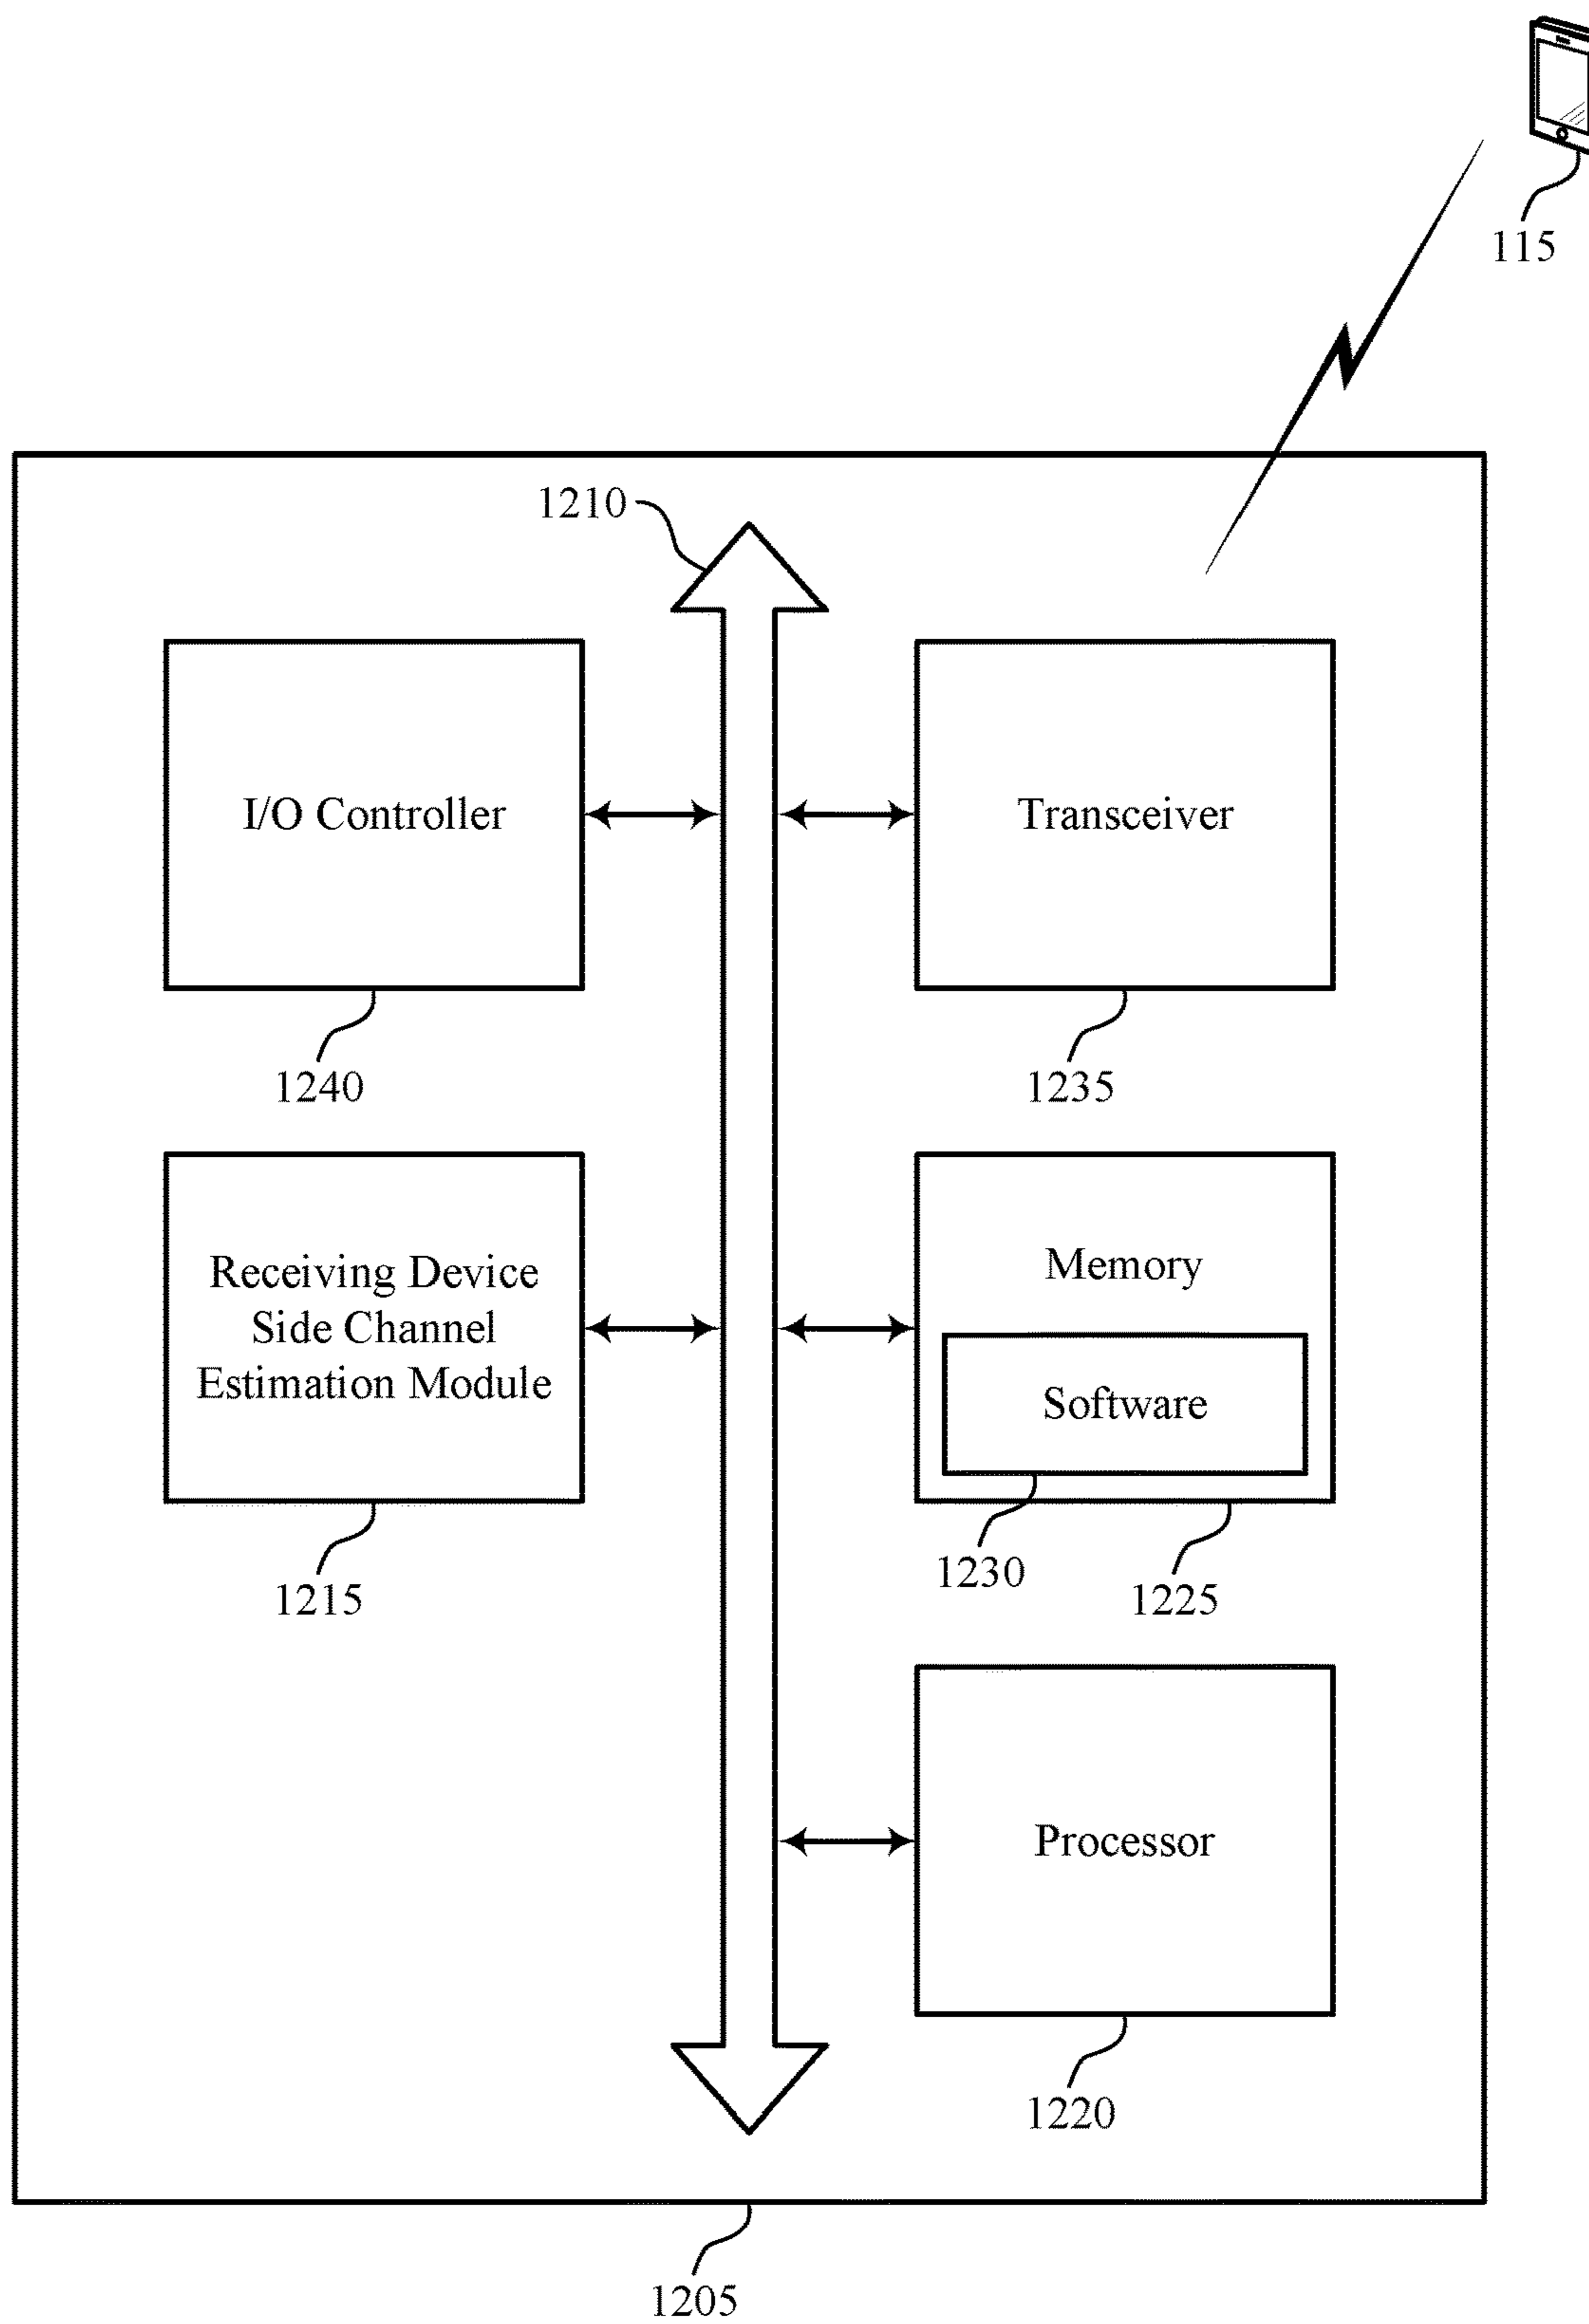 115
1210
I/O Controller
Transceiver
1240
1235
Receiving Device
Side Channel
Estimation Module
Memory
Software
1230
1225
1215
Processor
1220
1205